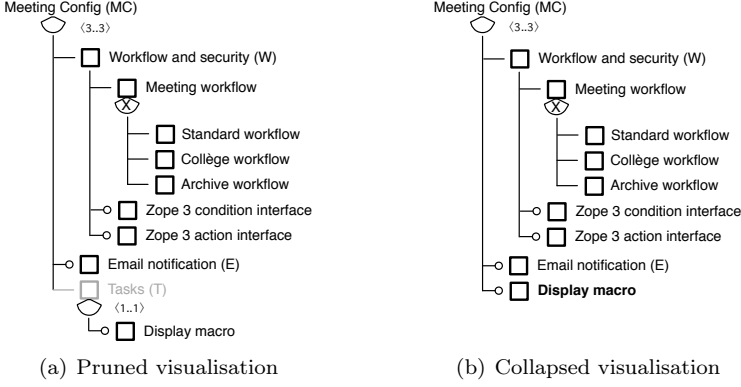 Meeting Config (MC)
⟨3..3⟩
Workflow and security (W)
Meeting workflow
X
Standard workflow
Collège workflow
Archive workflow
Zope 3 condition interface
Zope 3 action interface
Email notification (E)
Tasks (T)
⟨1..1⟩
Display macro
(a) Pruned visualisation
Meeting Config (MC)
⟨3..3⟩
Workflow and security (W)
Meeting workflow
X
Standard workflow
Collège workflow
Archive workflow
Zope 3 condition interface
Zope 3 action interface
Email notification (E)
Display macro
(b) Collapsed visualisation